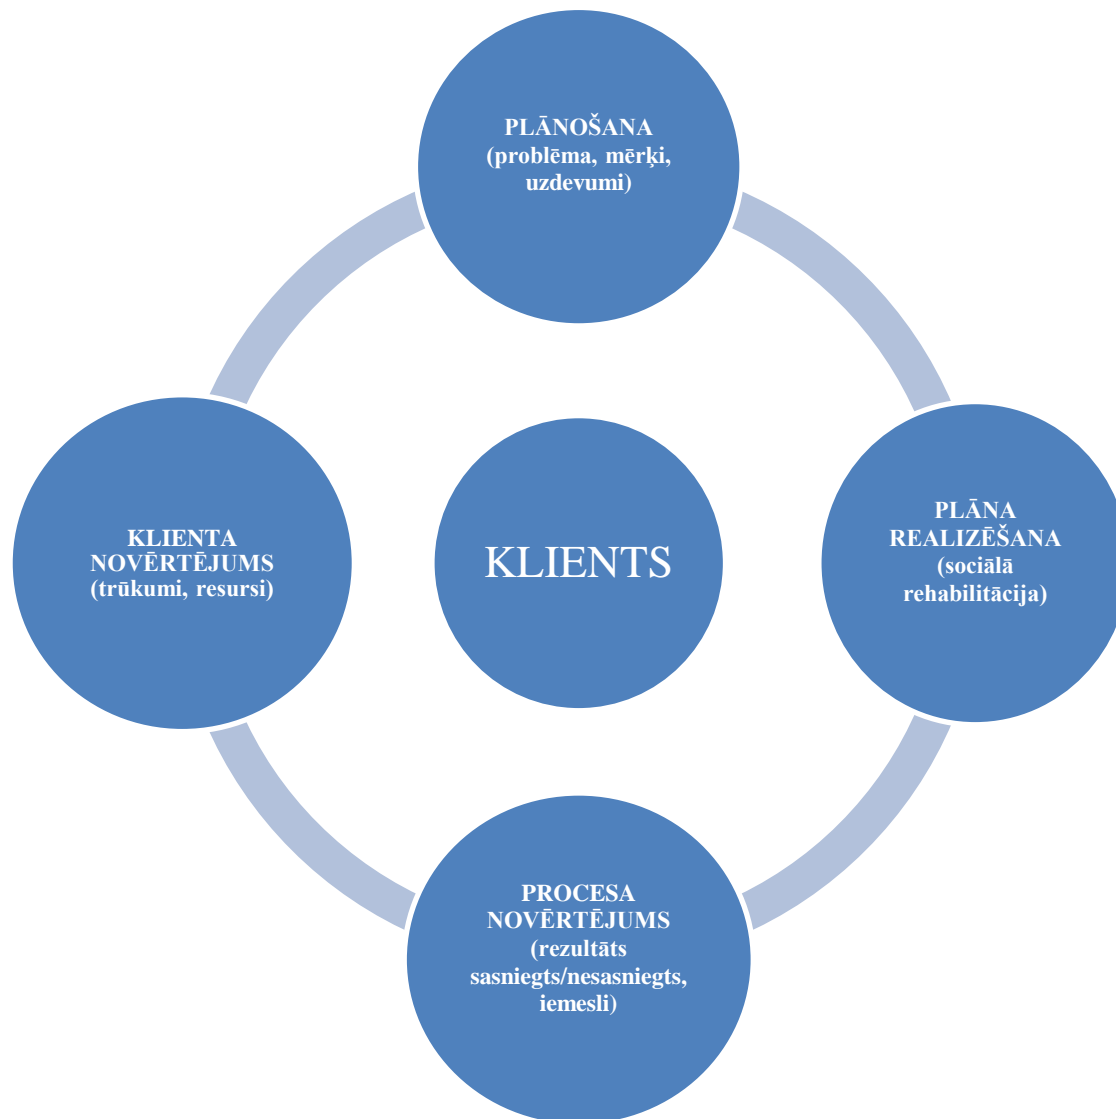 PLĀNOŠANA
(problēma, mērķi,
uzdevumi)
KLIENTA
NOVĒRTĒJUMS
(trūkumi, resursi)
KLIENTS
PLĀNA
REALIZĒŠANA
(sociālā
rehabilitācija)
PROCESA
NOVĒRTĒJUMS
(rezultāts
sasniegts/nesasniegts,
iemesli)